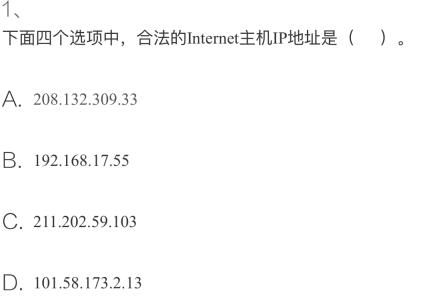 1、
下面四个选项中，合法的Internet主机IP地址是（　）。
A. 208.132.309.33
B. 192.168.17.55
C. 211.202.59.103
D. 101.58.173.2.13